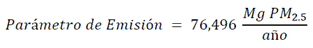 Parámetro de Emisión = 76,496 Mg PM2.5 / año